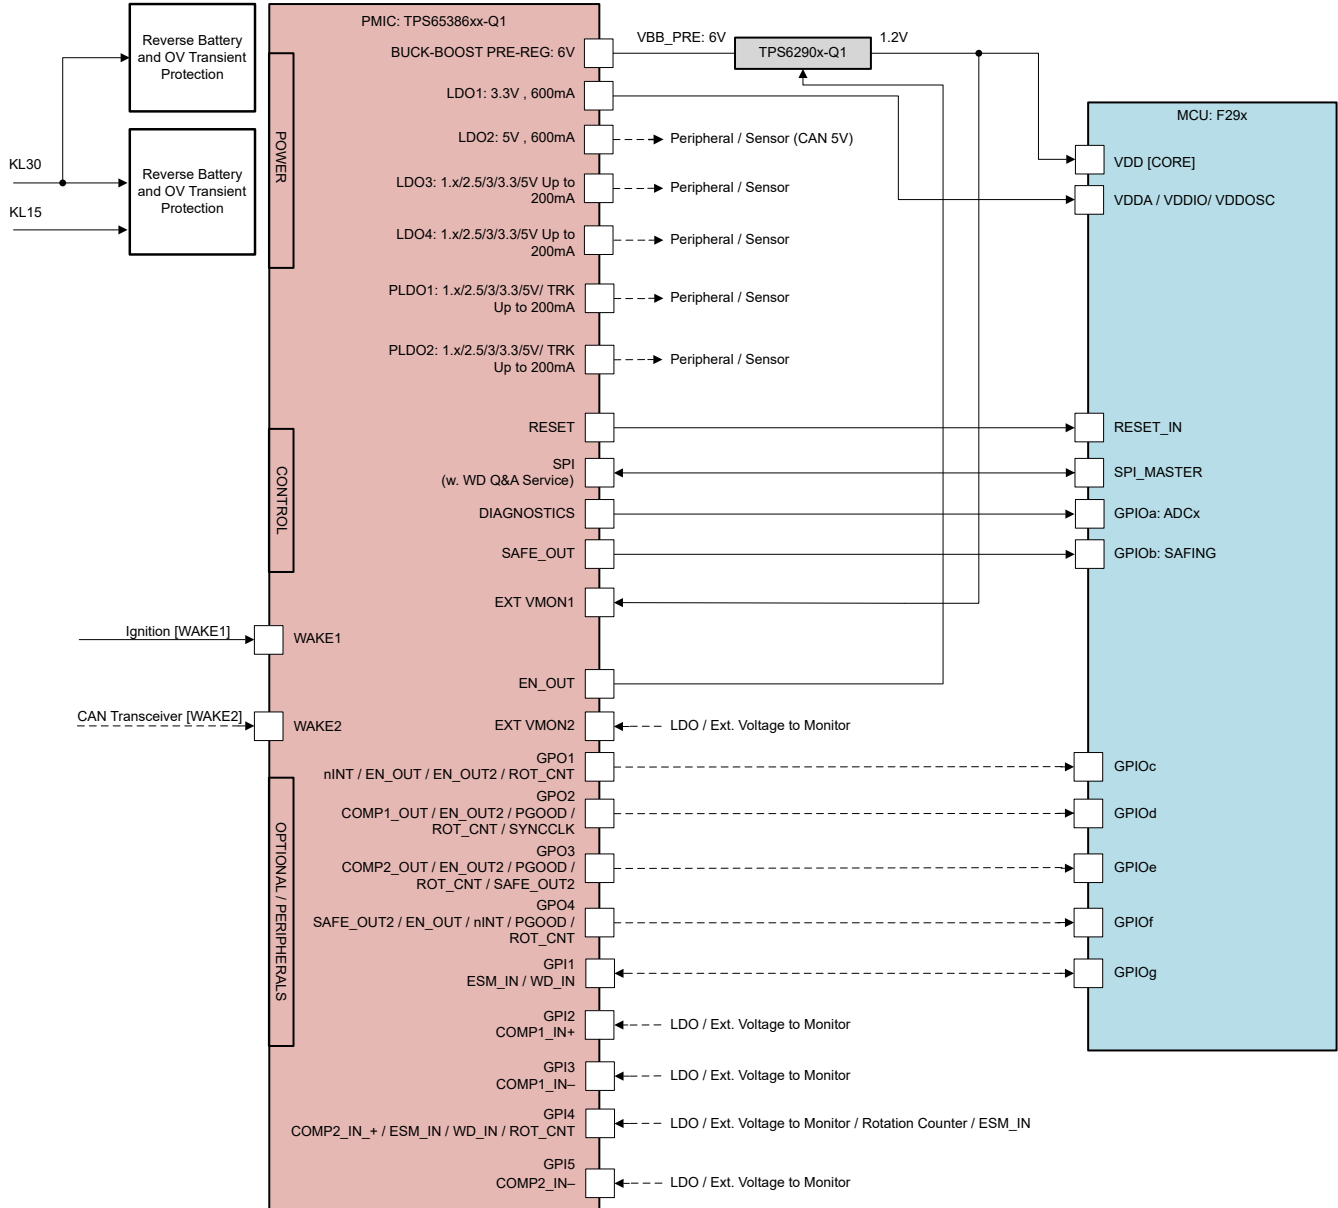 Reverse Battery
and OV Transient
Protection
Reverse Battery
and OV Transient
Protection
KL30
KL15
PMIC: TPS65386xx-Q1
POWER
BUCK-BOOST PRE-REG: 6V
LDO1: 3.3V , 600mA
LDO2: 5V , 600mA
LDO3: 1.x/2.5/3/3.3/5V Up to
200mA
LDO4: 1.x/2.5/3/3.3/5V Up to
200mA
PLDO1: 1.x/2.5/3/3.3/5V/ TRK
Up to 200mA
PLDO2: 1.x/2.5/3/3.3/5V/ TRK
Up to 200mA
VBB_PRE: 6V
TPS6290x-Q1
1.2V
Peripheral / Sensor (CAN 5V)
Peripheral / Sensor
Peripheral / Sensor
Peripheral / Sensor
Peripheral / Sensor
MCU: F29x
VDD [CORE]
VDDA / VDDIO/ VDDOSC
CONTROL
RESET
SPI
(w. WD Q&A Service)
DIAGNOSTICS
SAFE_OUT
EXT VMON1
RESET_IN
SPI_MASTER
GPIOa: ADCx
GPIOb: SAFING
Ignition [WAKE1]
WAKE1
EN_OUT
CAN Transceiver [WAKE2]
WAKE2
EXT VMON2
LDO / Ext. Voltage to Monitor
OPTIONAL / PERIPHERALS
GPO1
nINT / EN_OUT / EN_OUT2 / ROT_CNT
GPO2
COMP1_OUT / EN_OUT2 / PGOOD /
ROT_CNT / SYNCCLK
GPO3
COMP2_OUT / EN_OUT2 / PGOOD /
ROT_CNT / SAFE_OUT2
GPO4
SAFE_OUT2 / EN_OUT / nINT / PGOOD /
ROT_CNT
GPI1
ESM_IN / WD_IN
GPIOc
GPIOd
GPIOe
GPIOf
GPIOg
GPI2
COMP1_IN+
LDO / Ext. Voltage to Monitor
GPI3
COMP1_IN–
LDO / Ext. Voltage to Monitor
GPI4
COMP2_IN_+ / ESM_IN / WD_IN / ROT_CNT
LDO / Ext. Voltage to Monitor / Rotation Counter / ESM_IN
GPI5
COMP2_IN–
LDO / Ext. Voltage to Monitor